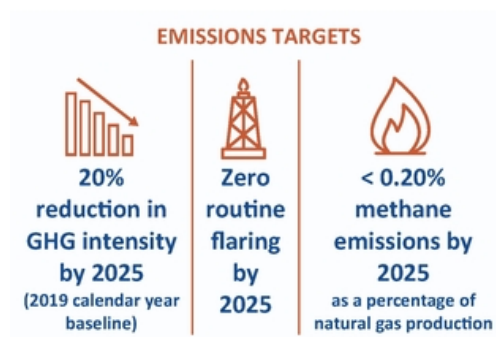 EMISSIONS TARGETS
20%
reduction in
GHG intensity
by 2025
(2019 calendar year
baseline)
Zero
routine
flaring
by
2025
< 0.20%
methane
emissions by
2025
as a percentage of
natural gas production